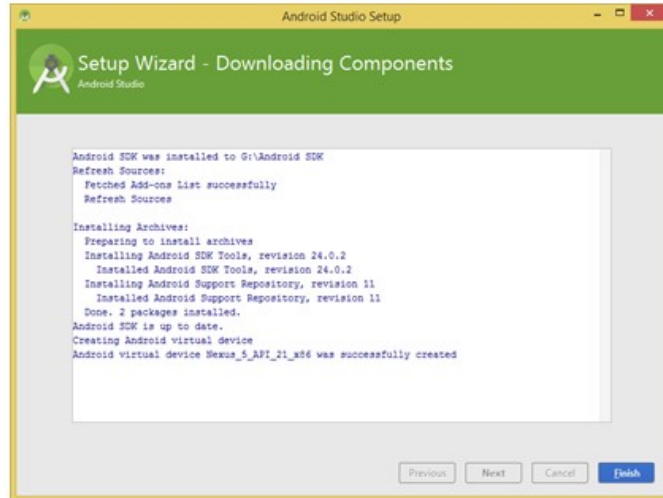 Android Studio Setup
Setup Wizard - Downloading Components
Android Studio
Android SDK was installed to G:\Android SDK
Refresh Sources:
Fetched Add-ons List successfully
Refresh Sources
Installing Archives:
Preparing to install archives
Installing Android SDK Tools, revision 24.0.2
Installed Android SDK Tools, revision 24.0.2
Installing Android Support Repository, revision 11
Installed Android Support Repository, revision 11
Done. 2 packages installed.
Android SDK is up to date.
Creating Android virtual device
Android virtual device Nexus_5_API_21_x86 was successfully created
Previous Next Cancel Finish